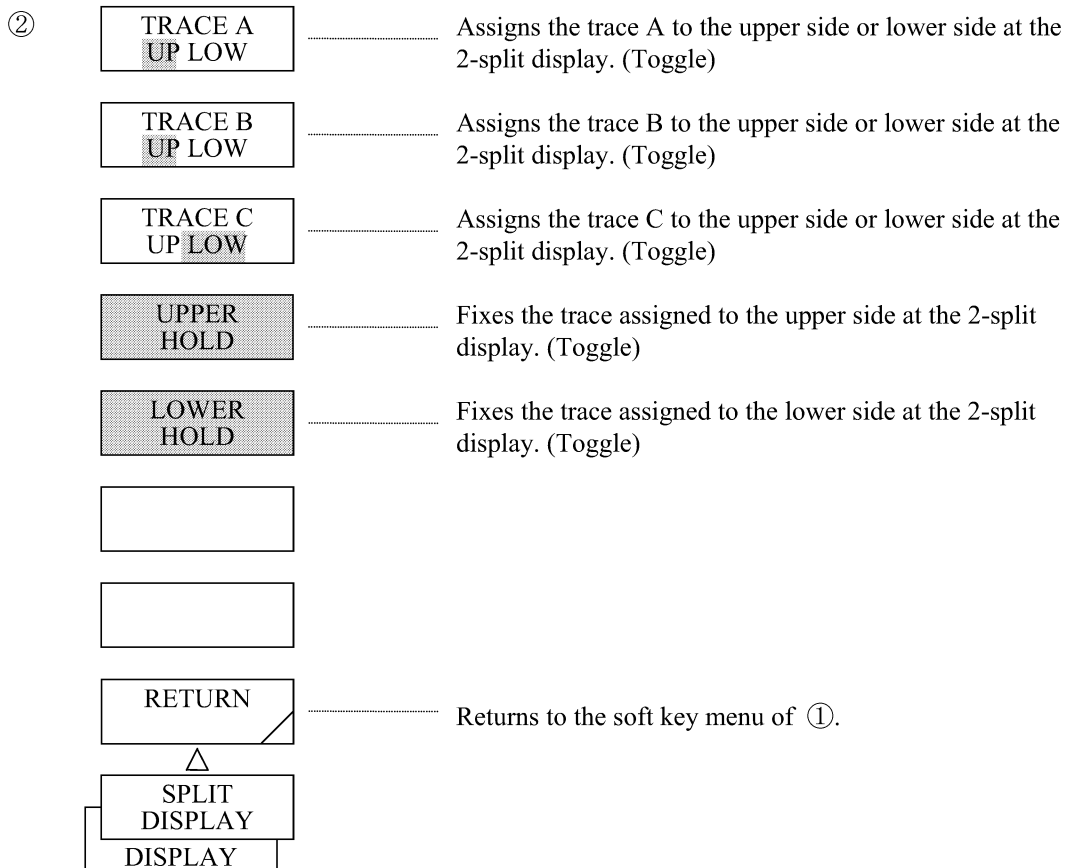 ②
TRACE A
UP LOW
Assigns the trace A to the upper side or lower side at the
2-split display. (Toggle)
TRACE B
UP LOW
Assigns the trace B to the upper side or lower side at the
2-split display. (Toggle)
TRACE C
UP LOW
Assigns the trace C to the upper side or lower side at the
2-split display. (Toggle)
UPPER
HOLD
Fixes the trace assigned to the upper side at the 2-split
display. (Toggle)
LOWER
HOLD
Fixes the trace assigned to the lower side at the 2-split
display. (Toggle)
RETURN
Returns to the soft key menu of ①.
SPLIT
DISPLAY
DISPLAY